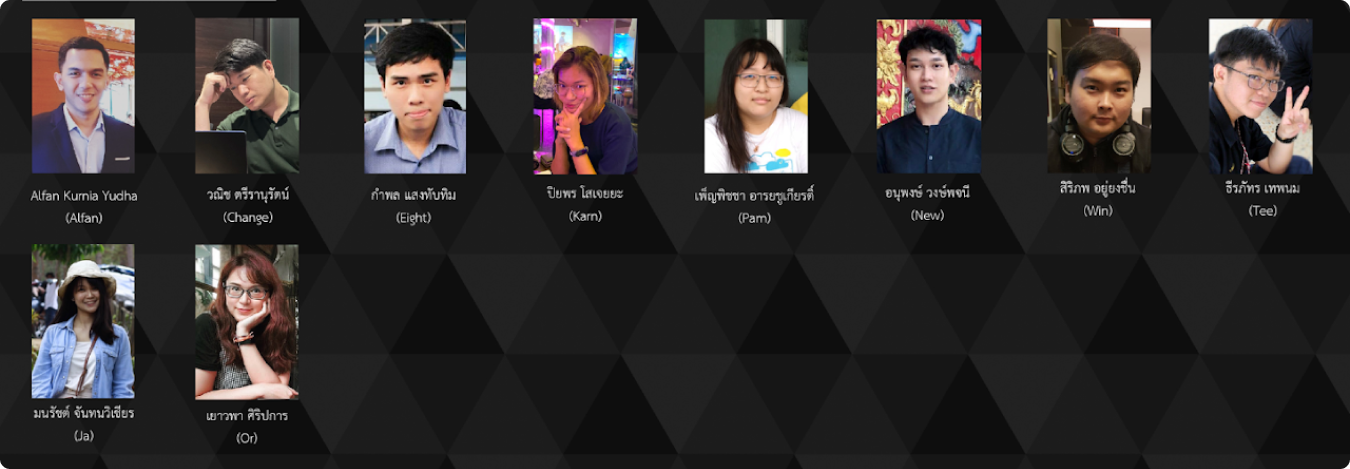 Alfan Kurnia Yudha
(Alfan)
วณิช ตรีรานุรัตน์
(Change)
กำพล แสงทับทิม
(Eight)
ปิยพร โสเจยยะ
(Karn)
เพ็ญพิชชา อารยชูเกียรติ์
(Pam)
อนุพงษ์ วงษ์พจนี
(New)
สิริภพ อยู่ยงชื่น
(Win)
ธีรภัทร เทพนม
(Tee)
มนรัชต์ จันทนวิเชียร
(Ja)
เยาวพา ศิริปการ
(Or)